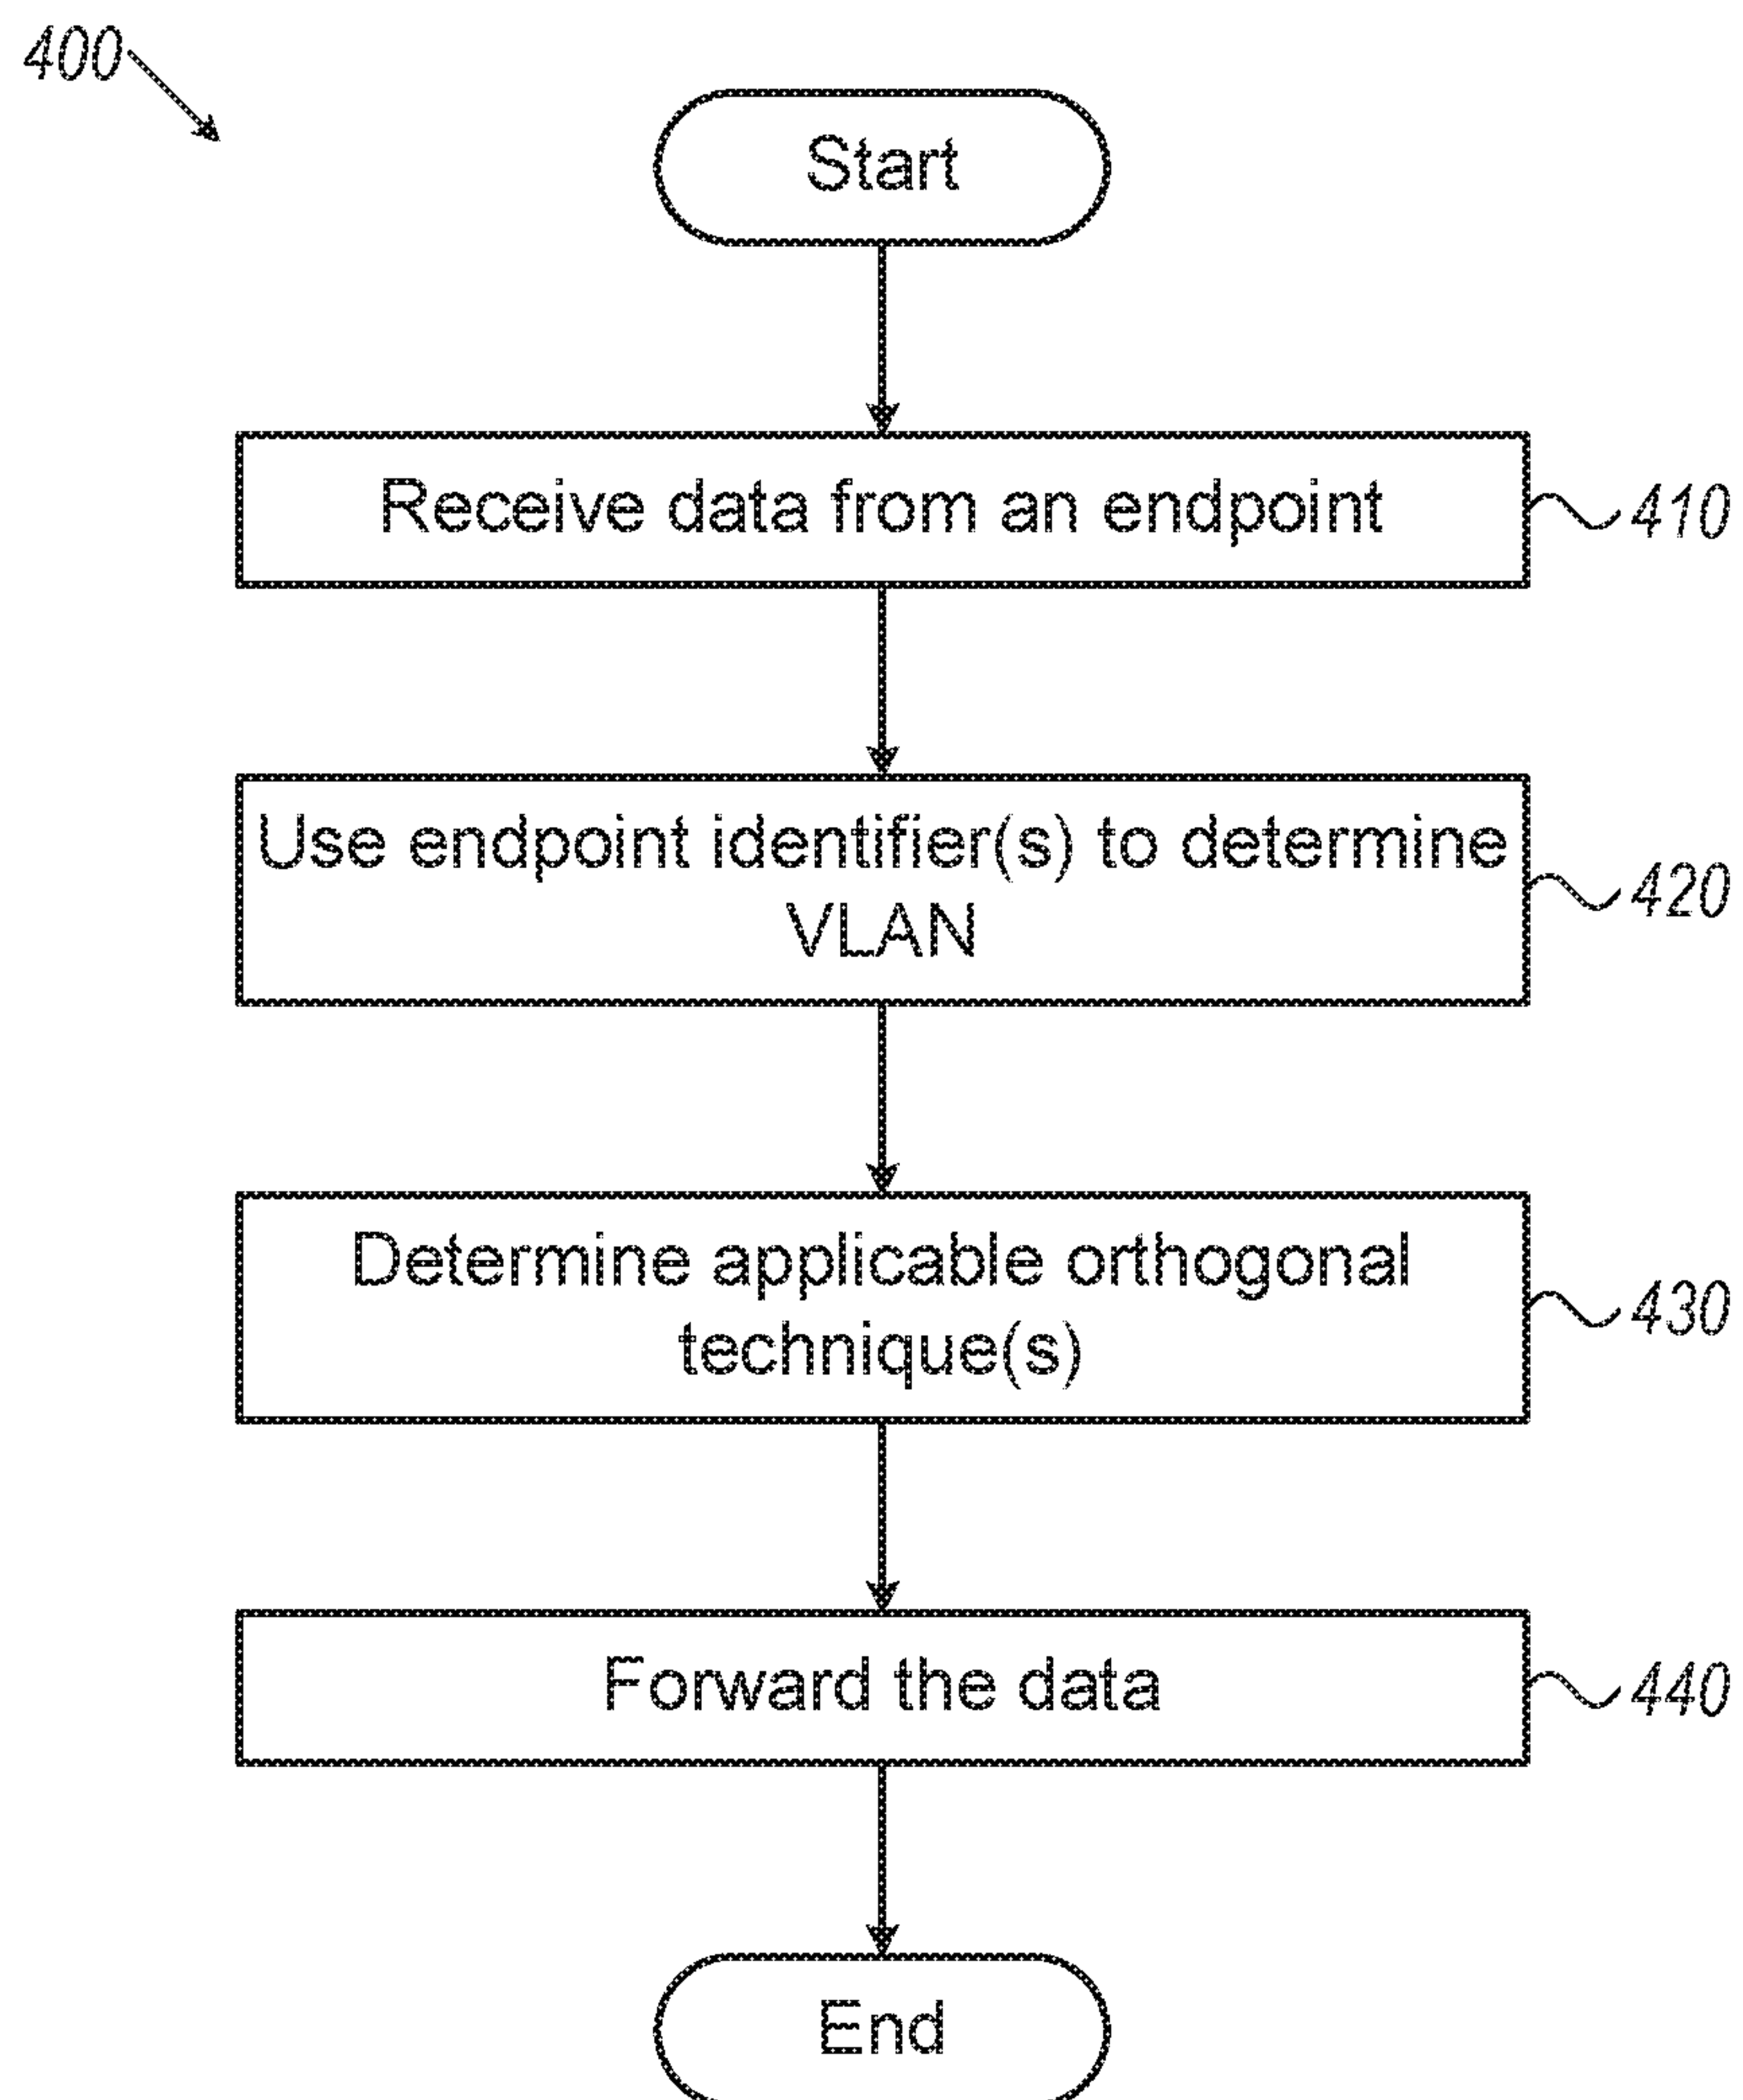 400
Start
Receive data from an endpoint
410
Use endpoint identifier(s) to determine
VLAN
420
Determine applicable orthogonal
technique(s)
430
Forward the data
440
End